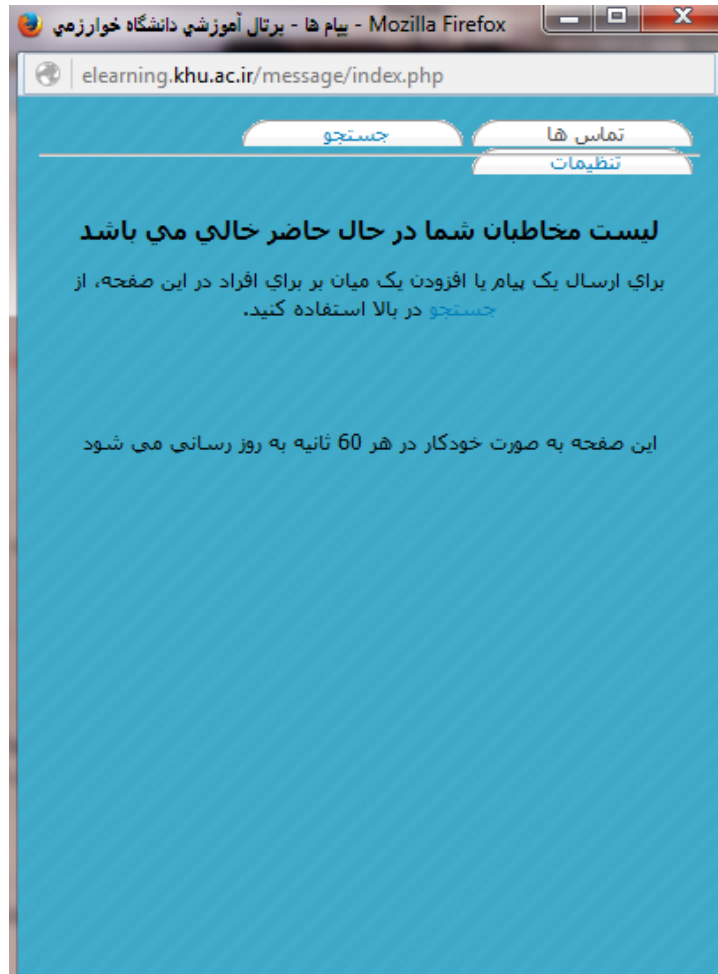 پيام ها - پرتال آموزشي دانشگاه خوارزمي - Mozilla Firefox
elearning.khu.ac.ir/message/index.php
تماس ها جستجو
تنظيمات
ليست مخاطبان شما در حال حاضر خالي مي باشد
براي ارسال يک پيام يا افزودن يک ميان بر براي افراد در اين صفحه، از
جستجو در بالا استفاده کنيد.
اين صفحه به صورت خودکار در هر 60 ثانيه به روز رساني مي شود